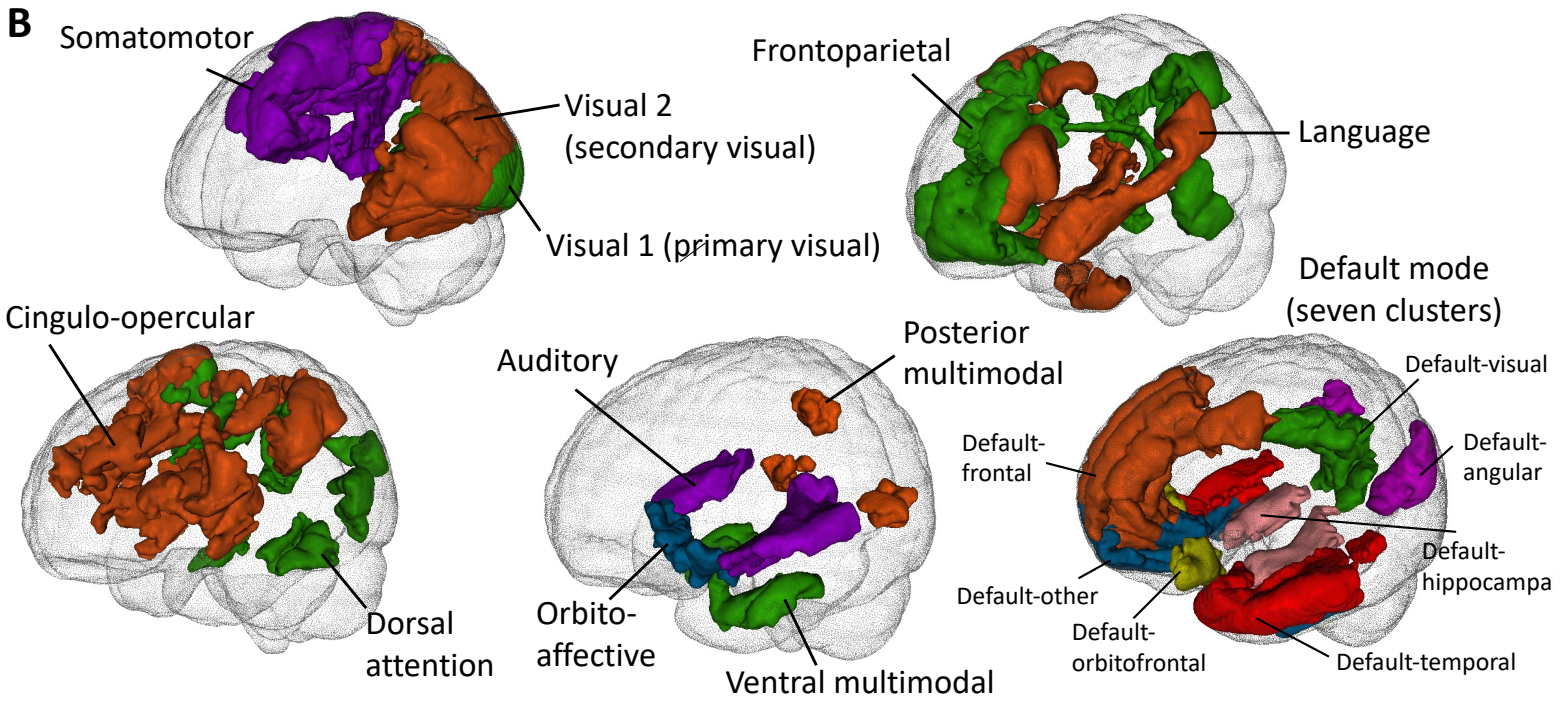 B
Somatomotor
Visual 2
(secondary visual)
Visual 1 (primary visual)
Frontoparietal
Language
Cingulo-opercular
Dorsal
attention
Auditory
Posterior
multimodal
Orbito-
affective
Ventral multimodal
Default mode
(seven clusters)
Default-visual
Default-
frontal
Default-
angular
Default-
hippocampa
Default-other
Default-
orbitofrontal
Default-temporal